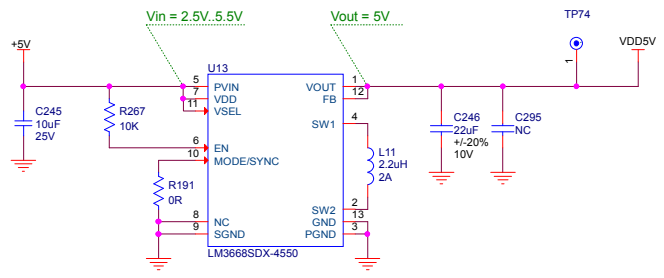 Vin = 2.5V..5.5V
Vout = 5V
TP74
+5V
VDD5V
U13
5 PVIN
7 VDD
11 VSEL
6 EN
10 MODE/SYNC
8 NC
9 SGND
VOUT 1
FB 12
SW1 4
SW2 2
GND 13
PGND 3
LM3668SDX-4550
C245
10uF
25V
R267
10K
R191
0R
L11
2.2uH
2A
C246
22uF
+/-20%
10V
C295
NC
1